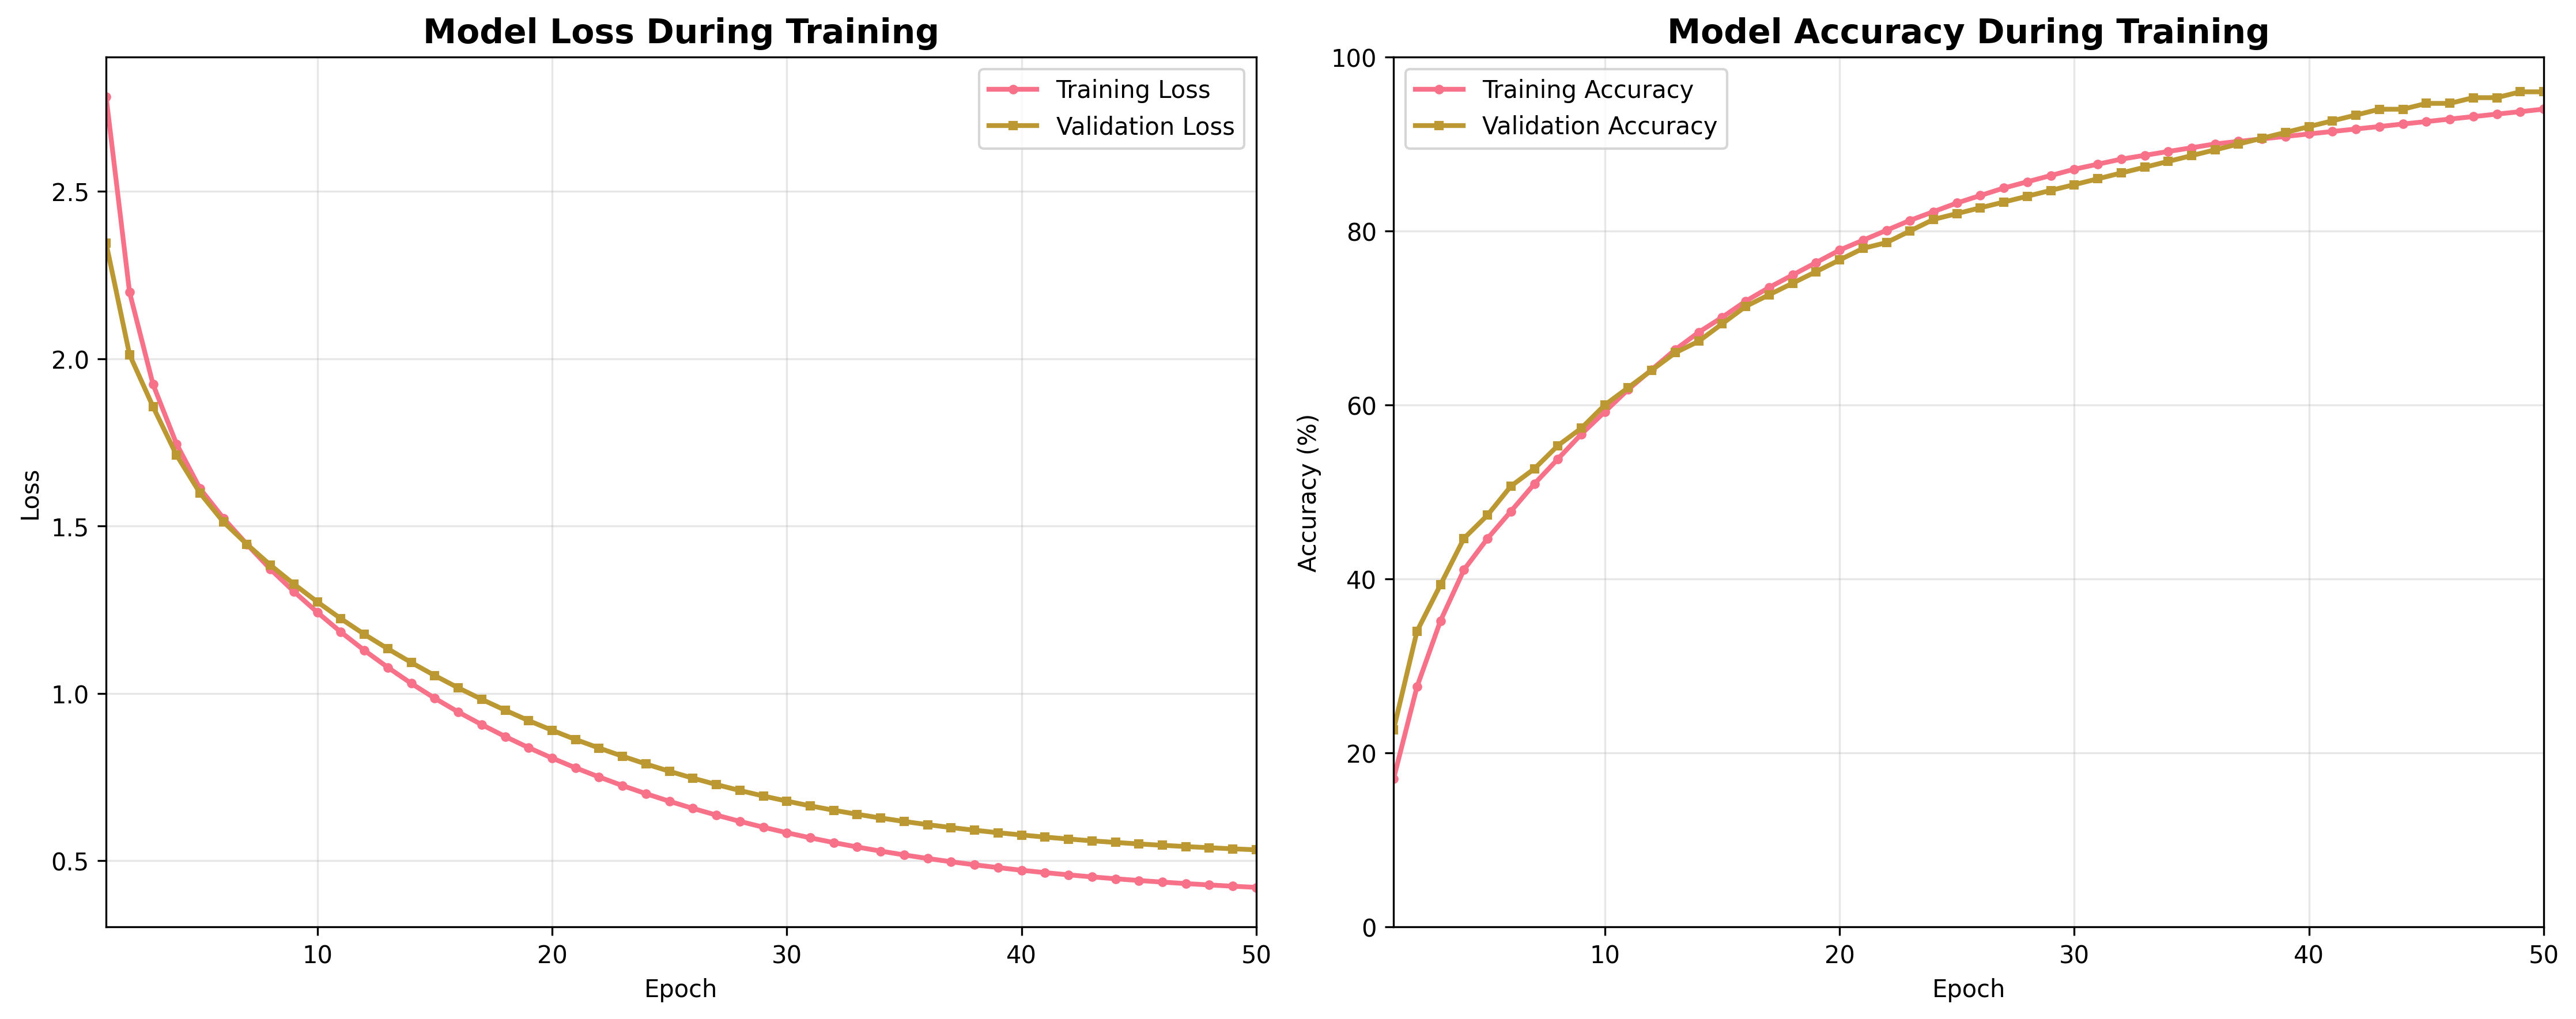 Model Loss During Training
Training Loss
Validation Loss
2.5
2.0
1.5
1.0
0.5
Loss
10 20 30 40 50
Epoch
Model Accuracy During Training
Training Accuracy
Validation Accuracy
100
80
60
40
20
0
Accuracy (%)
10 20 30 40 50
Epoch